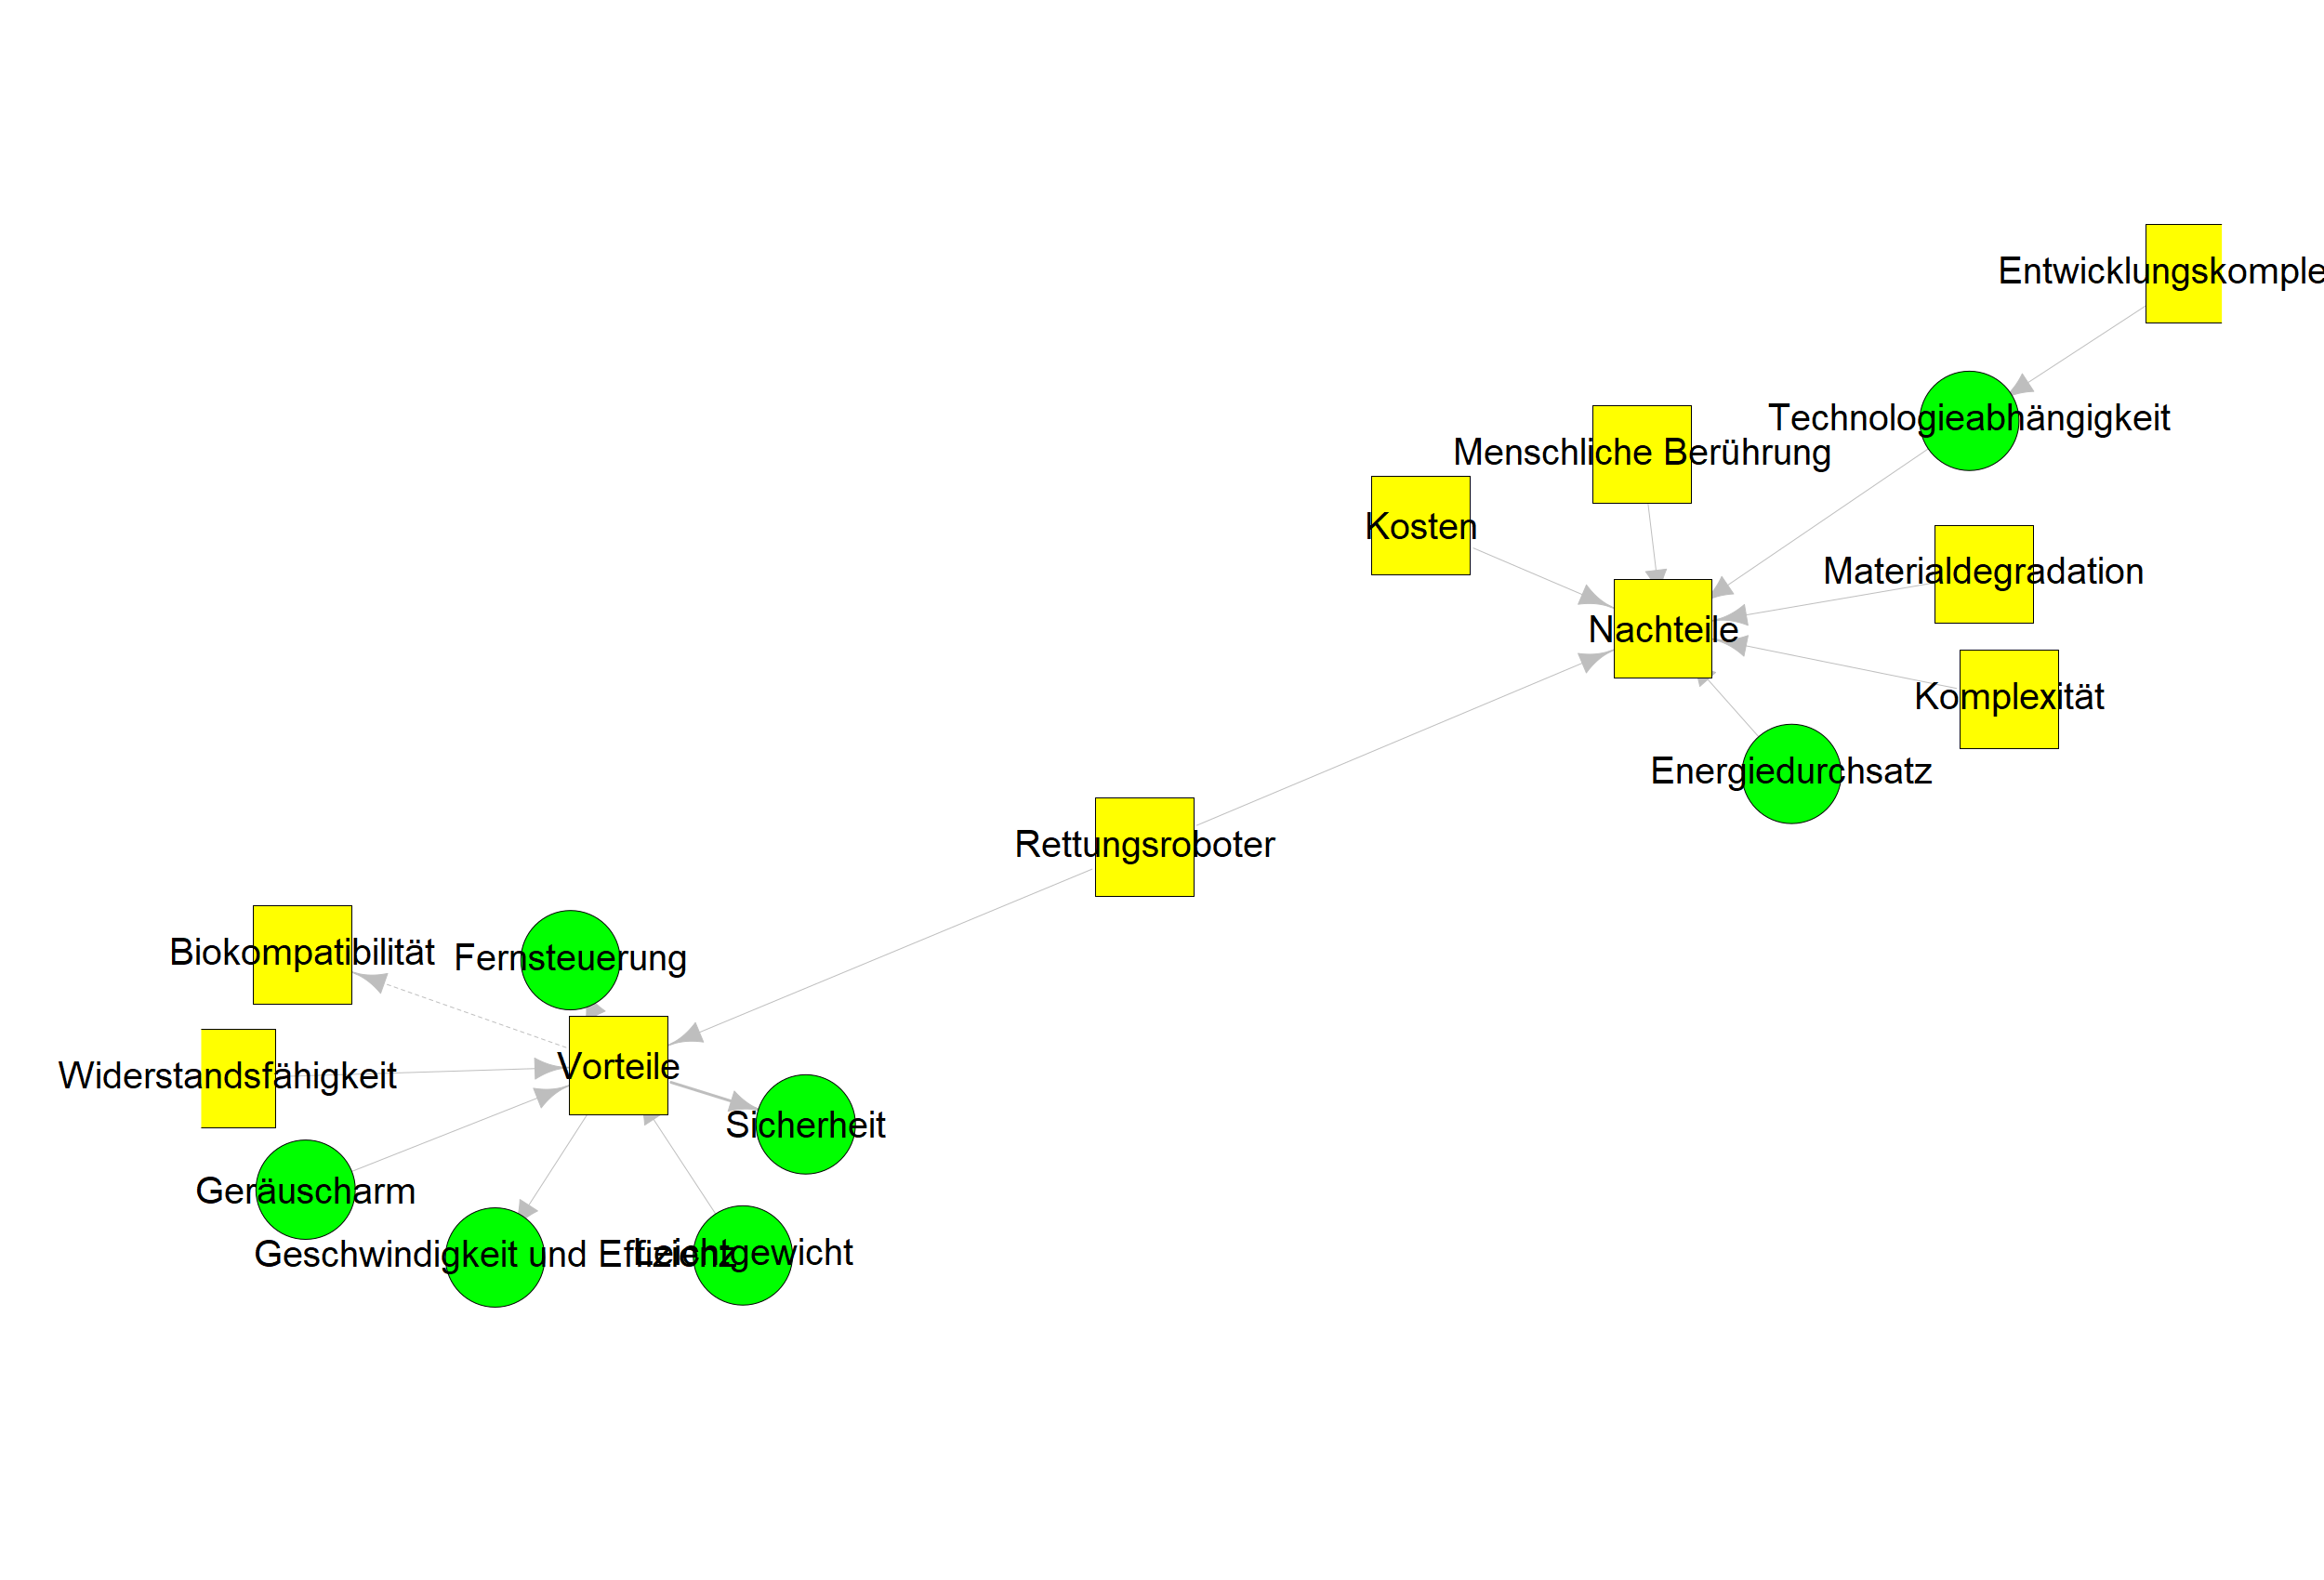 Entwicklungskomple
Technologieabhängigkeit
Menschliche Berührung
Kosten
Materialdegradation
Nachteile
Komplexität
Energiedurchsatz
Rettungsroboter
Biokompatibilität
Fernsteuerung
Vorteile
Widerstandsfähigkeit
Sicherheit
Geräuscharm
Geschwindigkeit und Effizienz
Leichtgewicht